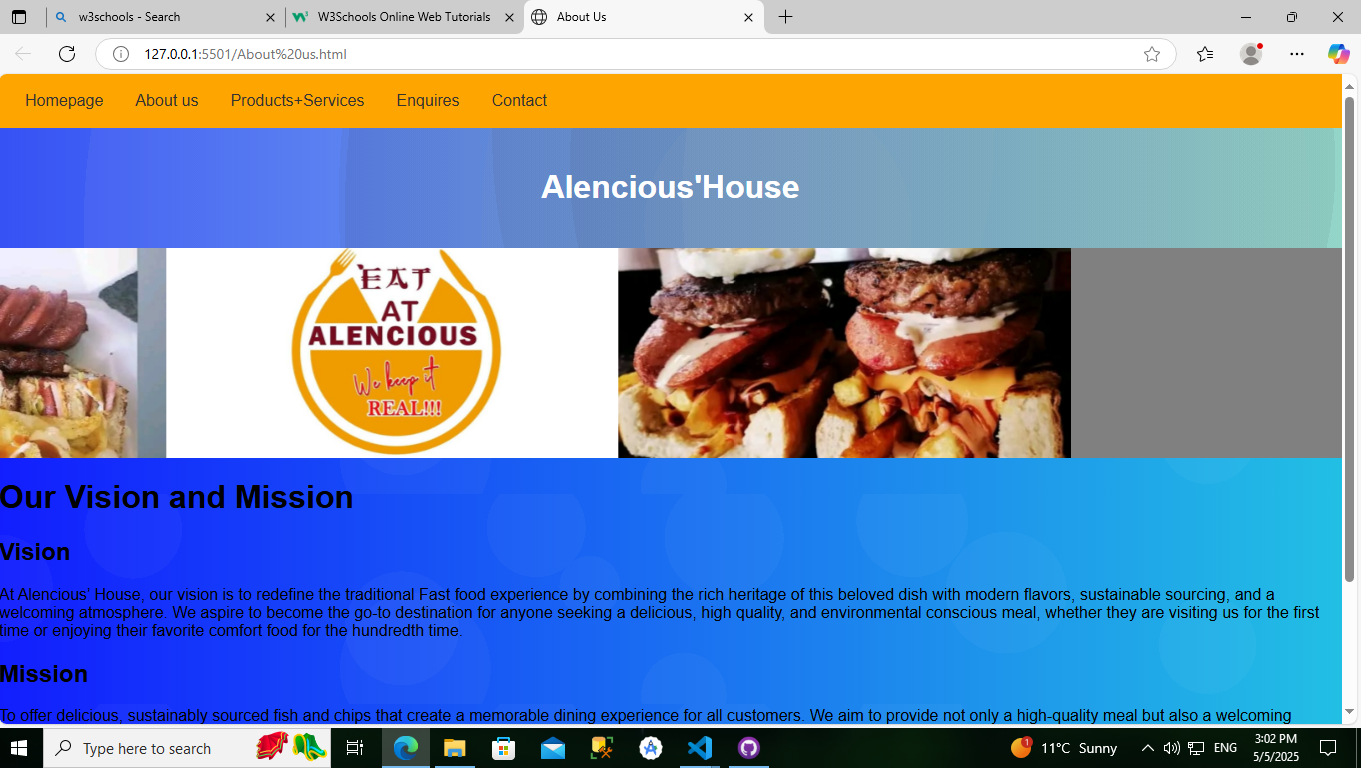 w3schools - Search
W3Schools Online Web Tutorials
About Us
127.0.0.1:5501/About%20us.html
Homepage About us Products+Services Enquires Contact
Alencious'House
EAT
AT
ALENCIOUS
We keep it
REAL!!!
Our Vision and Mission
Vision
At Alencious' House, our vision is to redefine the traditional Fast food experience by combining the rich heritage of this beloved dish with modern flavors, sustainable sourcing, and a
welcoming atmosphere. We aspire to become the go-to destination for anyone seeking a delicious, high quality, and environmental conscious meal, whether they are visiting us for the first
time or enjoying their favorite comfort food for the hundredth time.
Mission
To offer delicious, sustainably sourced fish and chips that create a memorable dining experience for all customers. We aim to provide not only a high-quality meal but also a welcoming
Type here to search
1
11°C Sunny
ENG
3:02 PM
5/5/2025